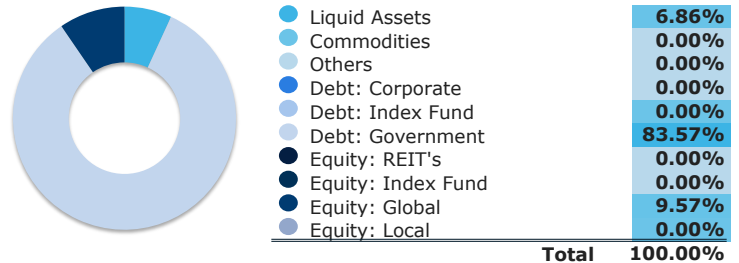 Liquid Assets 6.86%
Commodities 0.00%
Others 0.00%
Debt: Corporate 0.00%
Debt: Index Fund 0.00%
Debt: Government 83.57%
Equity: REIT's 0.00%
Equity: Index Fund 0.00%
Equity: Global 9.57%
Equity: Local 0.00%
Total 100.00%